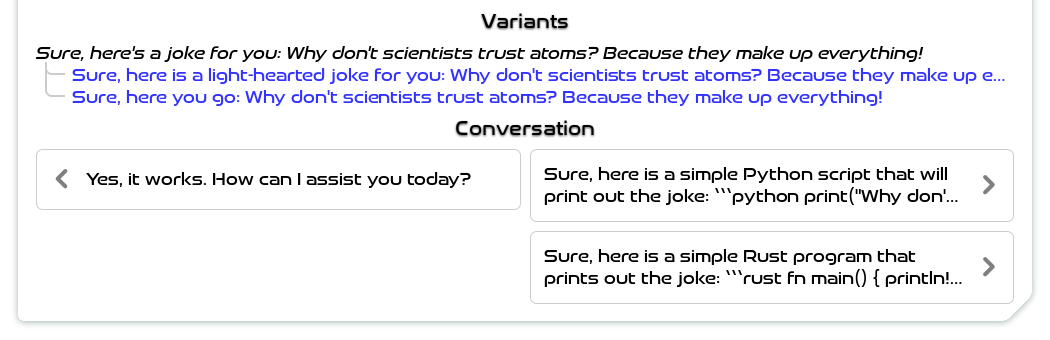 Variants
Sure, here's a joke for you: Why don't scientists trust atoms? Because they make up everything!
Sure, here is a light-hearted joke for you: Why don't scientists trust atoms? Because they make up e...
Sure, here you go: Why don't scientists trust atoms? Because they make up everything!
Conversation
Yes, it works. How can I assist you today?
Sure, here is a simple Python script that will
print out the joke: ```python print("Why don'...
Sure, here is a simple Rust program that
prints out the joke: ```rust fn main() { println!...